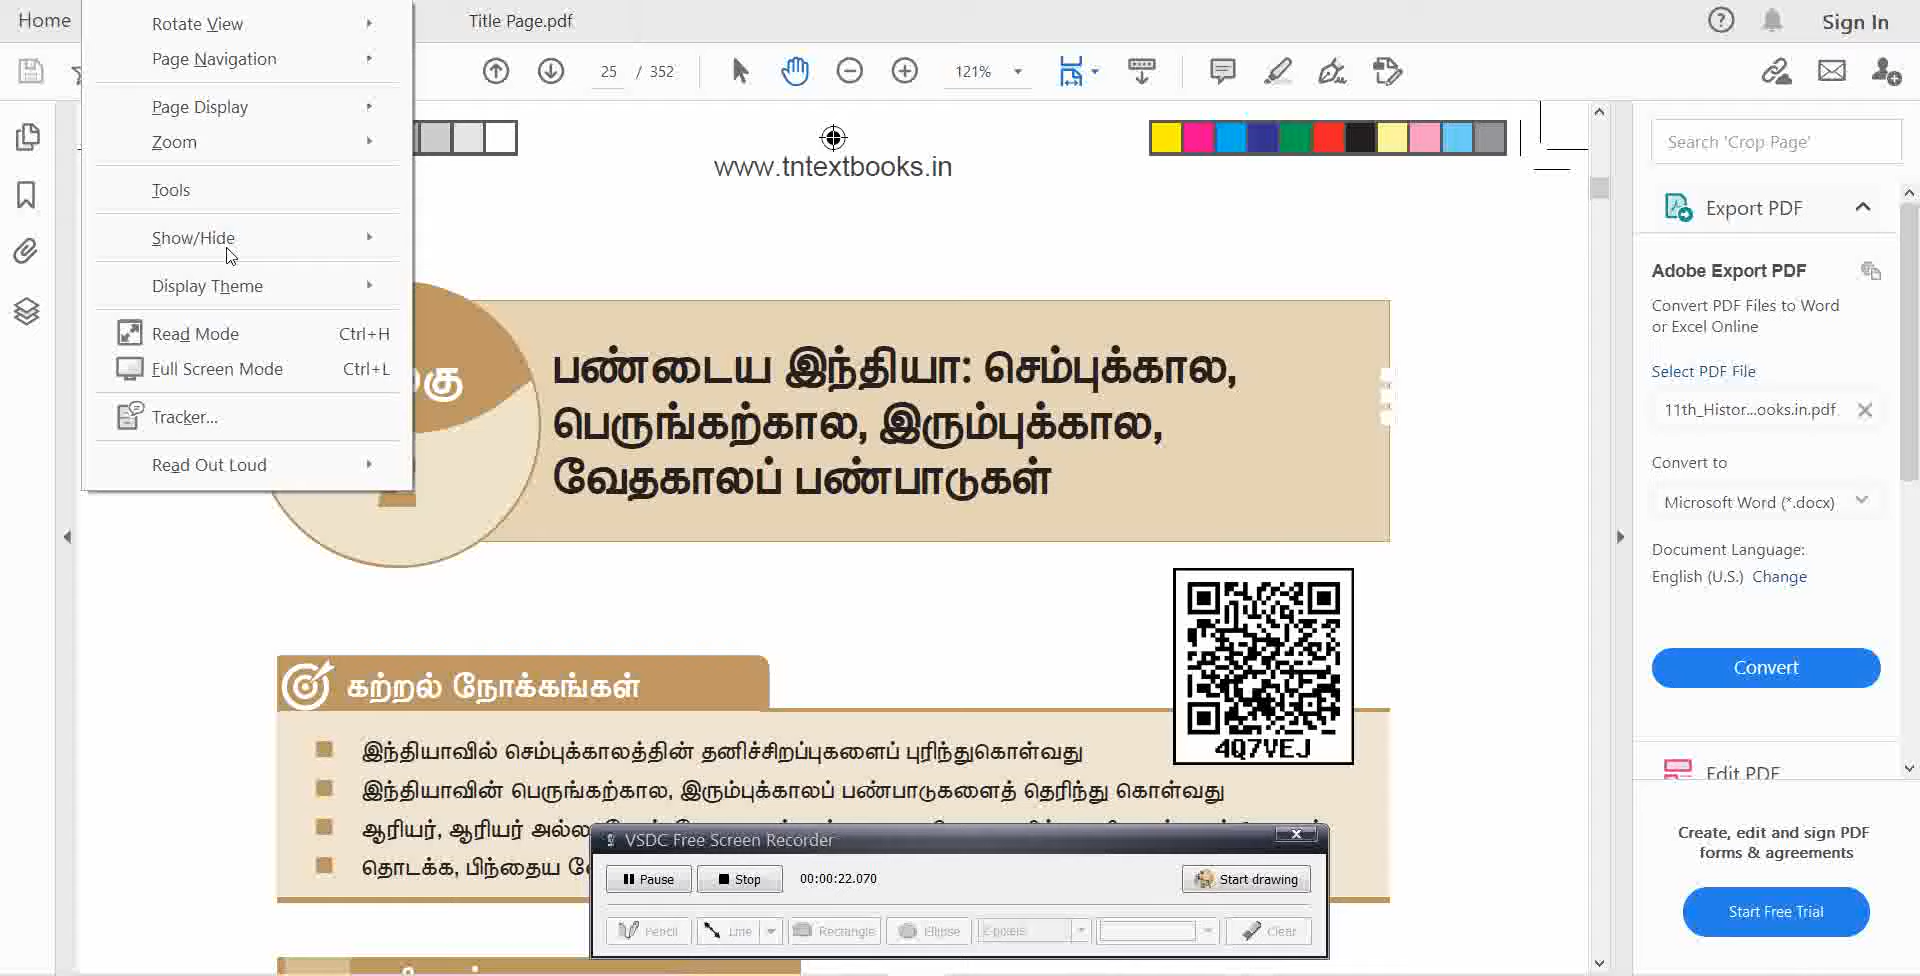 Home
Title Page.pdf
Sign In
25 / 352
121%
Rotate View
Page Navigation
Page Display
Zoom
Tools
Show/Hide
Display Theme
Read Mode Ctrl+H
Full Screen Mode Ctrl+L
Tracker...
Read Out Loud
www.tntextbooks.in
பண்டைய இந்தியா: செம்புக்கால,
பெருங்கற்கால, இரும்புக்கால,
வேதகாலப் பண்பாடுகள்
4Q7VEJ
கற்றல் நோக்கங்கள்
இந்தியாவில் செம்புக்காலத்தின் தனிச்சிறப்புகளைப் புரிந்துகொள்வது
இந்தியாவின் பெருங்கற்கால, இரும்புக்காலப் பண்பாடுகளைத் தெரிந்து கொள்வது
ஆரியர், ஆரியர்
தொடக்க, பிந்தைய
VSDC Free Screen Recorder
Pause Stop 00:00:22.070 Start drawing
Pencil Line Rectangle Ellipse 2 pixels Clear
Search 'Crop Page'
Export PDF
Adobe Export PDF
Convert PDF Files to Word
or Excel Online
Select PDF File
11th_Histor...ooks.in.pdf
Convert to
Microsoft Word (*.docx)
Document Language:
English (U.S.) Change
Convert
Edit PDF
Create, edit and sign PDF
forms & agreements
Start Free Trial